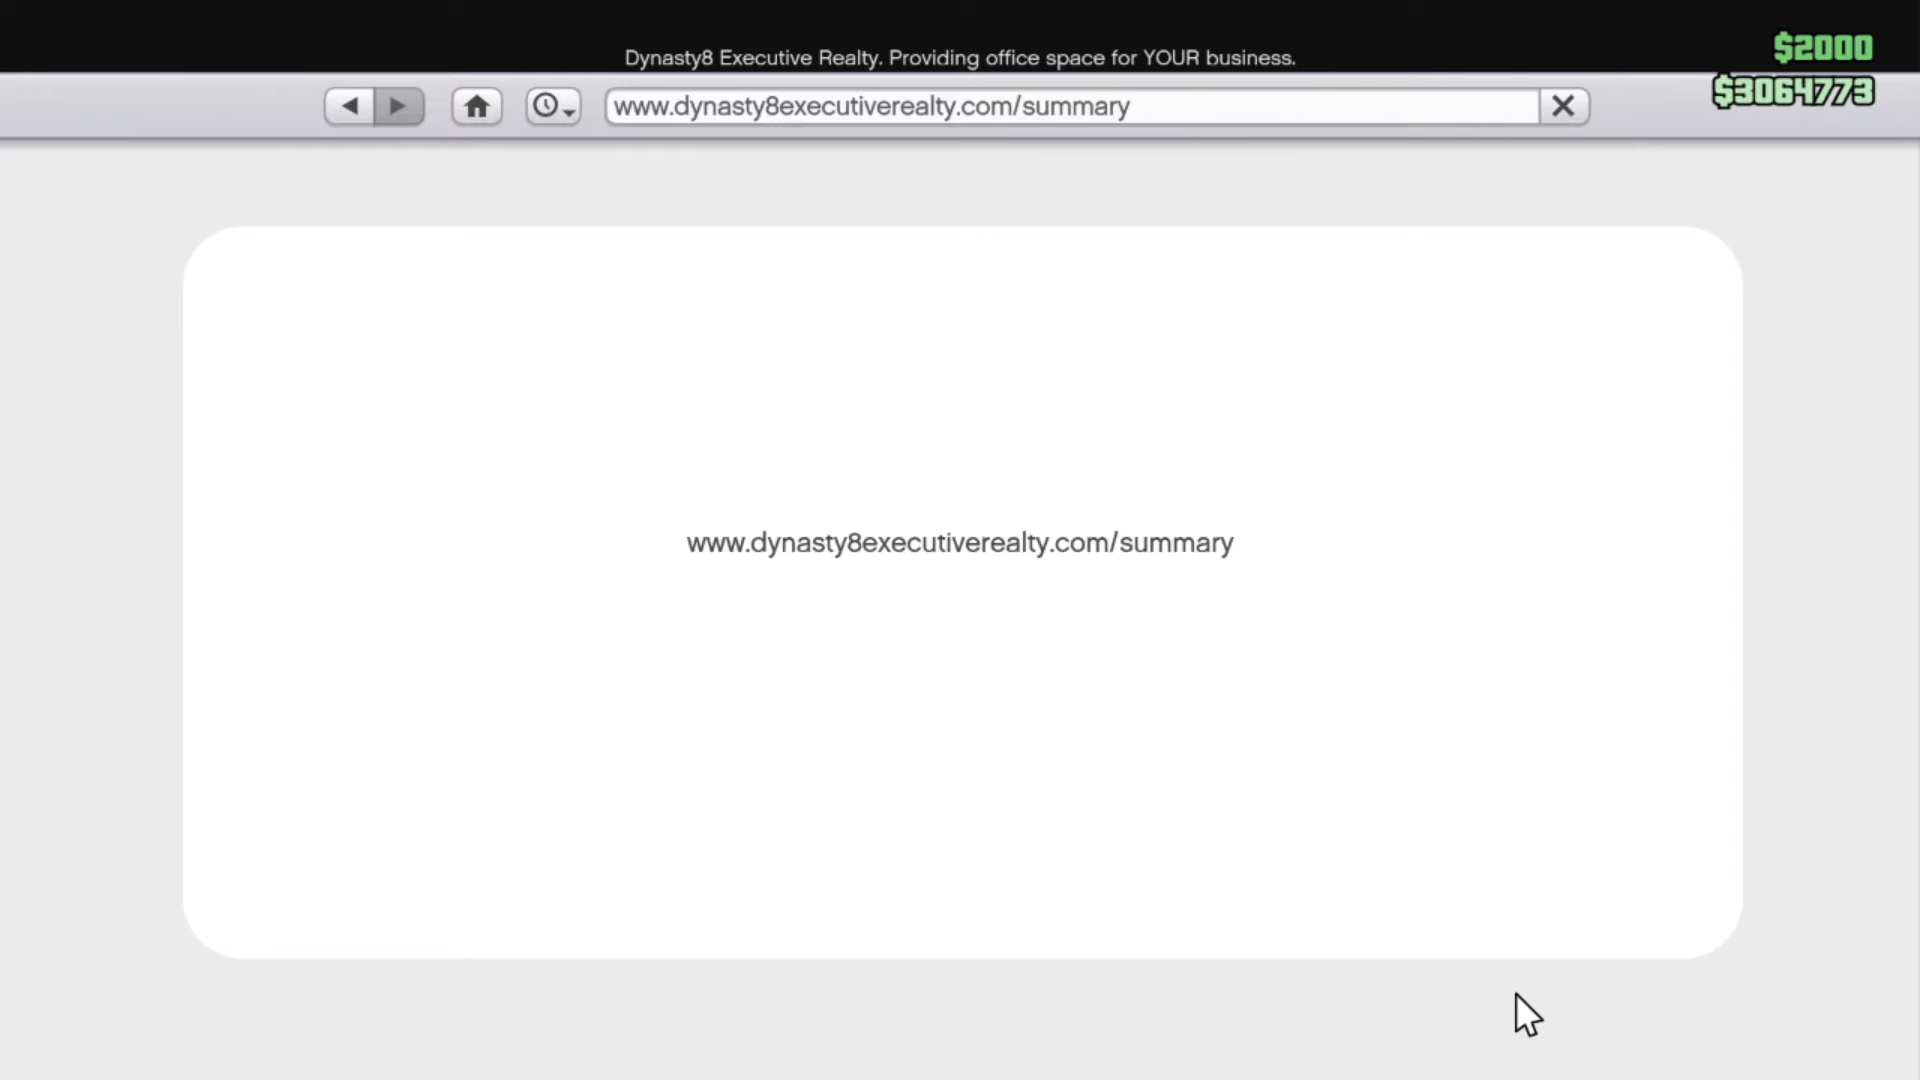 Dynasty8 Executive Realty. Providing office space for YOUR business.
$2000
$3064773
www.dynasty8executiverealty.com/summary
www.dynasty8executiverealty.com/summary